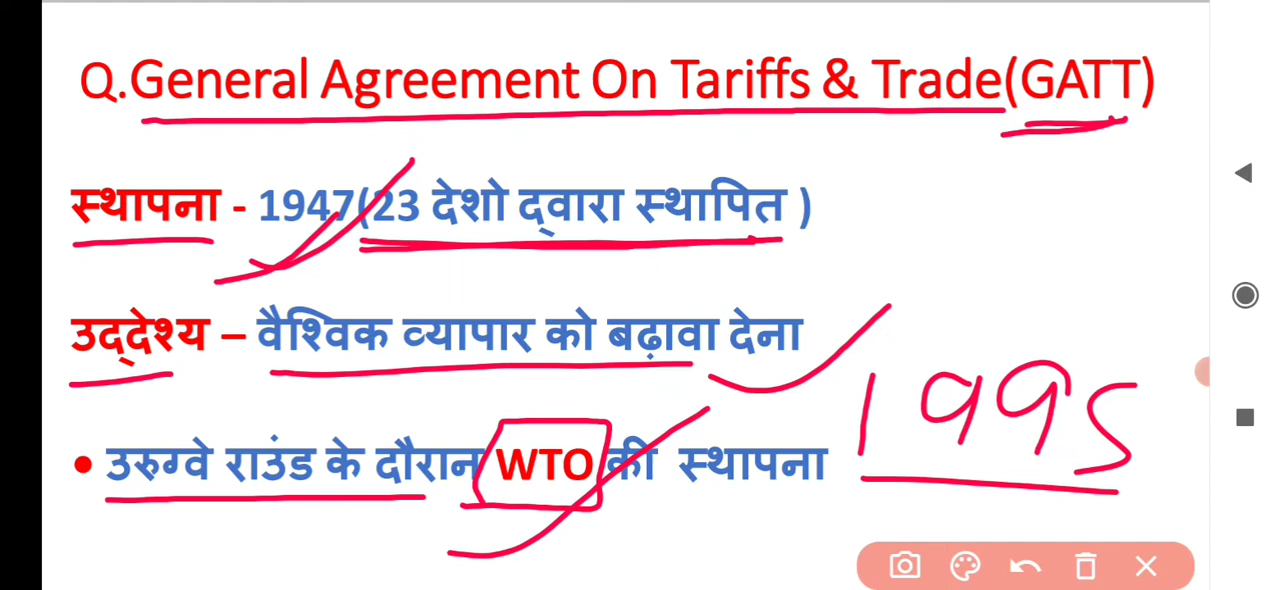 Q.General Agreement On Tariffs & Trade(GATT)
स्थापना - 1947(23 देशो द्वारा स्थापित )
उद्देश्य – वैश्विक व्यापार को बढ़ावा देना
1995
• उरुग्वे राउंड के दौरान WTO की स्थापना